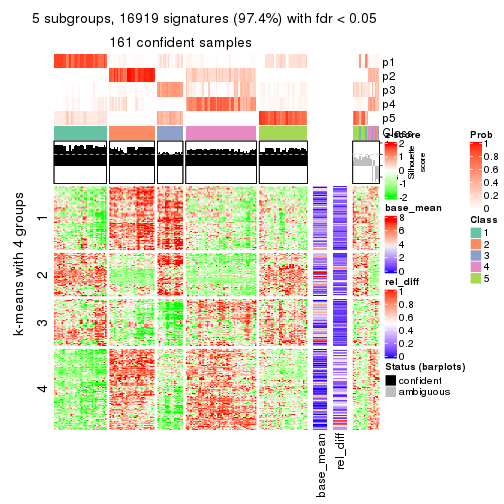 5 subgroups, 16919 signatures (97.4%) with fdr < 0.05
161 confident samples
p1
p2
p3
p4
p5
Class
Silhouette
score
1
2
3
4
k-means with 4 groups
base_mean
rel_diff
z-score
2
1
0
-1
-2
base_mean
8
6
4
2
0
rel_diff
1
0.8
0.6
0.4
0.2
0
Status (barplots)
confident
ambiguous
Prob
1
0.8
0.6
0.4
0.2
0
Class
1
2
3
4
5